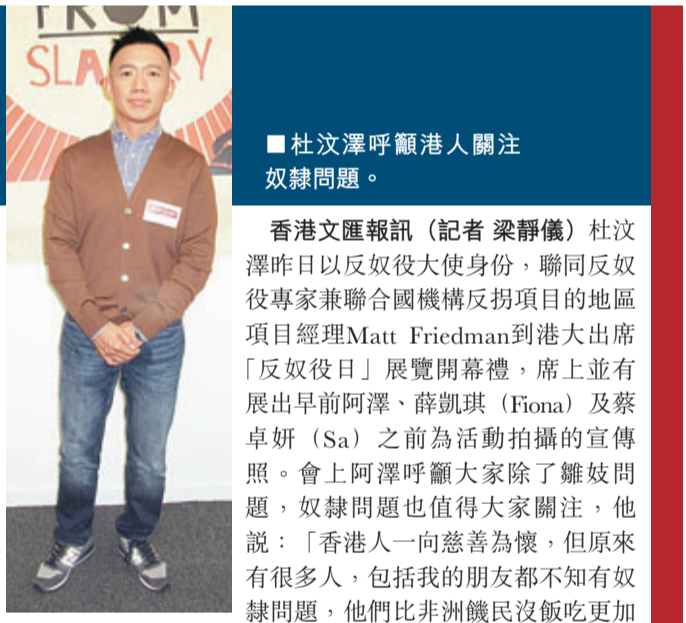 FROM
SLAVERY
■杜汶澤呼籲港人關注
奴隸問題。
香港文匯報訊（記者 梁靜儀）杜汶
澤昨日以反奴役大使身份，聯同反奴
役專家兼聯合國機構反拐項目的地區
項目經理Matt Friedman到港大出席
「反奴役日」展覽開幕禮，席上並有
展出早前阿澤、薛凱琪（Fiona）及蔡
卓妍（Sa）之前為活動拍攝的宣傳
照。會上阿澤呼籲大家除了雛妓問
題，奴隸問題也值得大家關注，他
説：「香港人一向慈善為懷，但原來
有很多人，包括我的朋友都不知有奴
隸問題，他們比非洲饑民沒飯吃更加